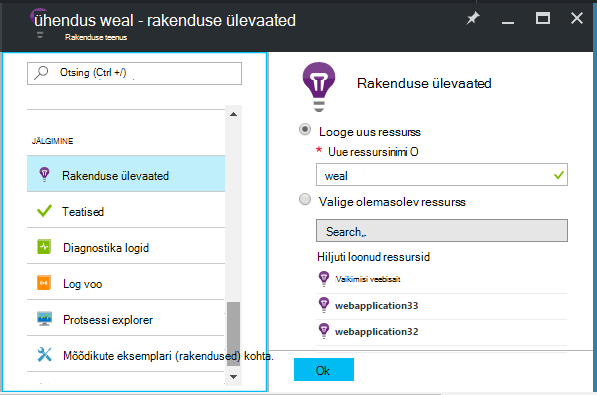 ühendus weal - rakenduse ülevaated
Rakenduse teenus
Otsing (Ctrl +/)
JÄLGIMINE
Rakenduse ülevaated
Teatised
Diagnostika logid
Log voo
Protsessi explorer
Mõõdikute eksemplari (rakendused) kohta.
Rakenduse ülevaated
Looge uus ressurss
* Uue ressursinimi O
weal
Valige olemasolev ressurss
Search,.
Hiljuti loonud ressursid
Vaikimisi veebisait
webapplication33
webapplication32
Ok